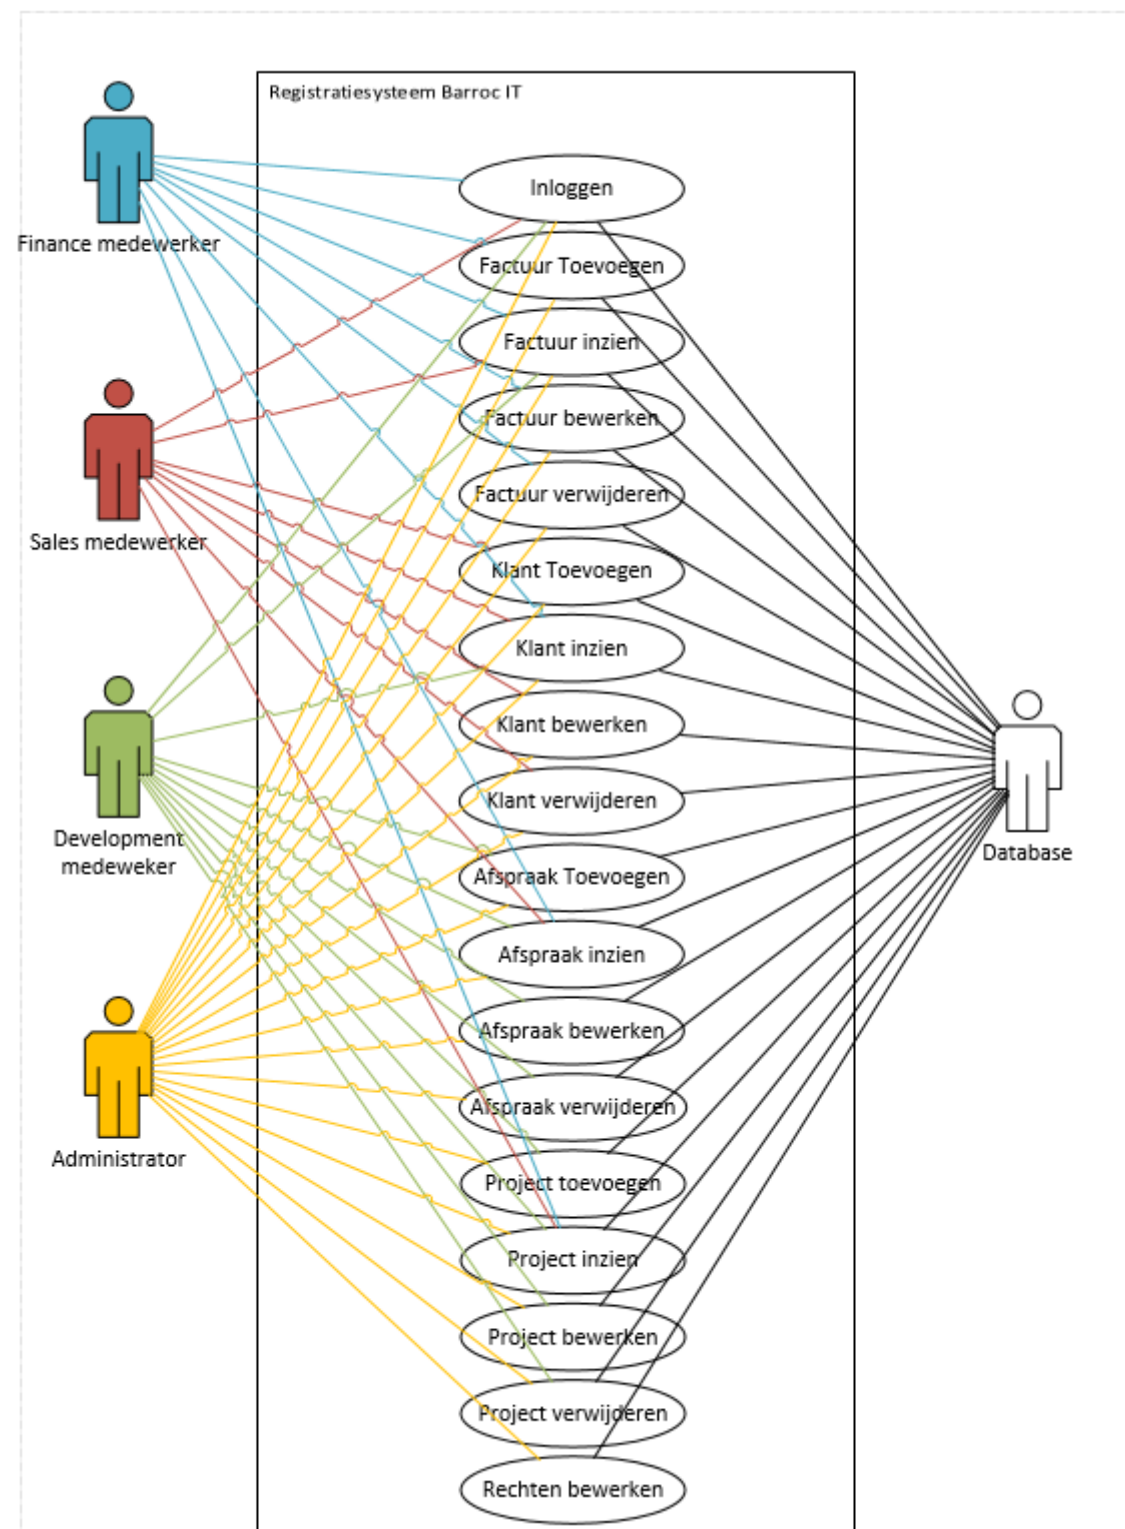 Registratiesysteem Barroc IT
Inloggen
Finance medewerker
Factuur Toevoegen
Factuur inzien
Factuur bewerken
Factuur verwijderen
Sales medewerker
Klant Toevoegen
Klant inzien
Klant bewerken
Klant verwijderen
Development
medeweker
Database
Afspraak Toevoegen
Afspraak inzien
Afspraak bewerken
Afspraak verwijderen
Administrator
Project toevoegen
Project inzien
Project bewerken
Project verwijderen
Rechten bewerken